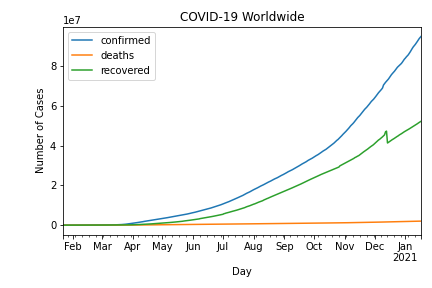 COVID-19 Worldwide
1e7
confirmed
deaths
recovered
Number of Cases
8
6
4
2
0
Feb Mar Apr May Jun Jul Aug Sep Oct Nov Dec Jan
2021
Day